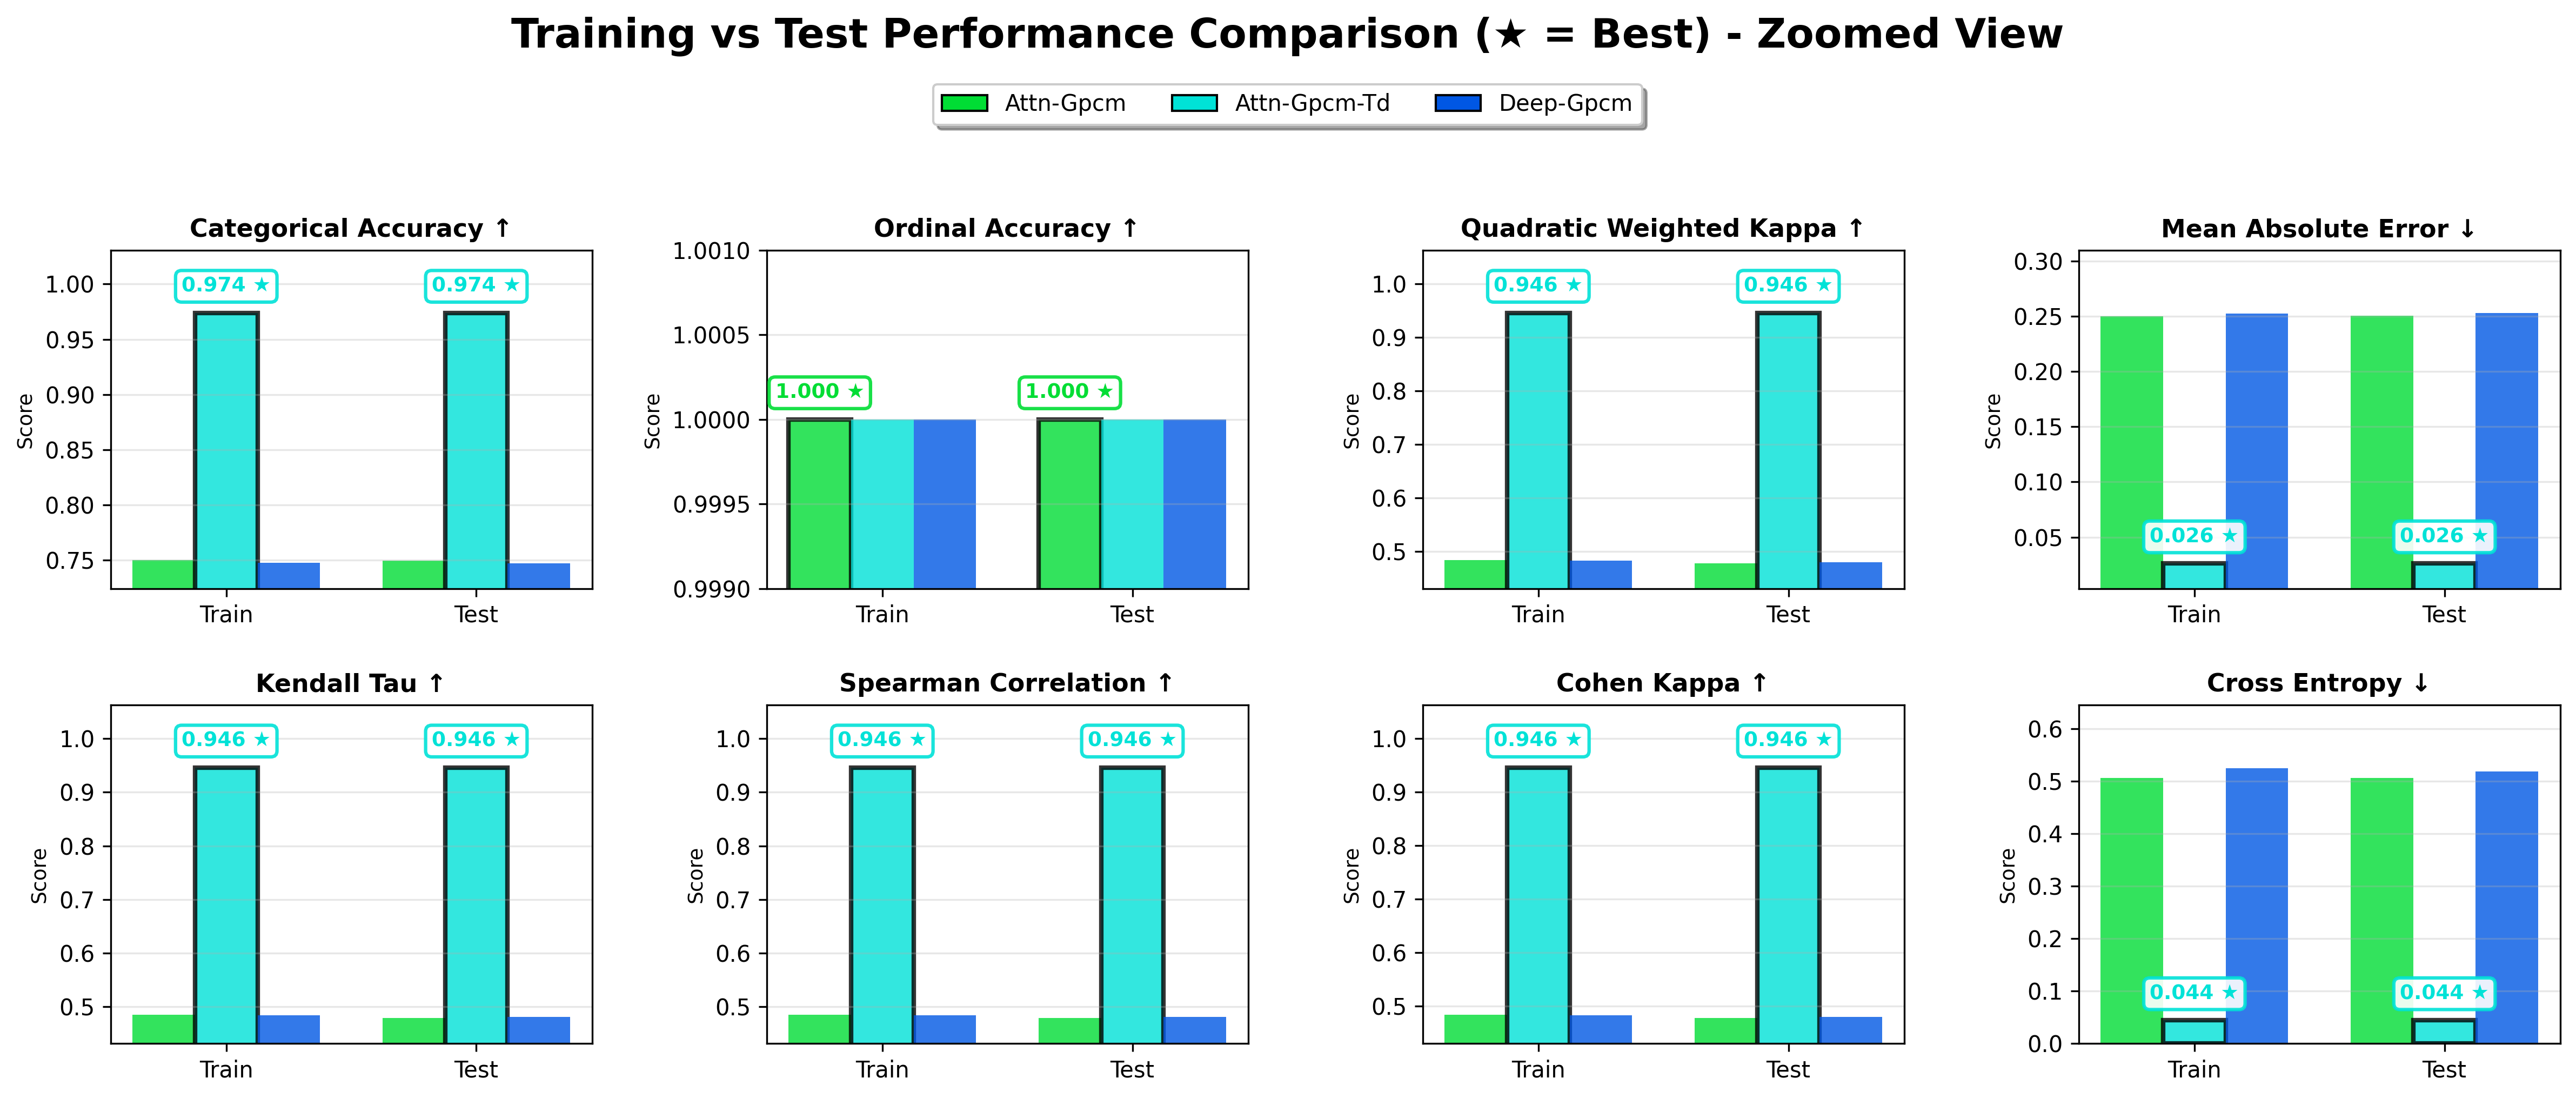 Training vs Test Performance Comparison (★ = Best) - Zoomed View
Attn-Gpcm Attn-Gpcm-Td Deep-Gpcm
Categorical Accuracy ↑
Score
1.00
0.95
0.90
0.85
0.80
0.75
0.974 ★
0.974 ★
Train Test
Ordinal Accuracy ↑
Score
1.0010
1.0005
1.0000
0.9995
0.9990
1.000 ★
1.000 ★
Train Test
Quadratic Weighted Kappa ↑
Score
1.0
0.9
0.8
0.7
0.6
0.5
0.946 ★
0.946 ★
Train Test
Mean Absolute Error ↓
Score
0.30
0.25
0.20
0.15
0.10
0.05
0.026 ★
0.026 ★
Train Test
Kendall Tau ↑
Score
1.0
0.9
0.8
0.7
0.6
0.5
0.946 ★
0.946 ★
Train Test
Spearman Correlation ↑
Score
1.0
0.9
0.8
0.7
0.6
0.5
0.946 ★
0.946 ★
Train Test
Cohen Kappa ↑
Score
1.0
0.9
0.8
0.7
0.6
0.5
0.946 ★
0.946 ★
Train Test
Cross Entropy ↓
Score
0.6
0.5
0.4
0.3
0.2
0.1
0.0
0.044 ★
0.044 ★
Train Test